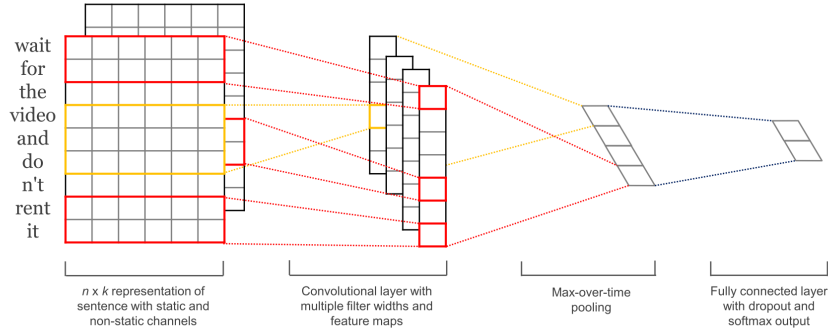 wait
for
the
video
and
do
n't
rent
it
n x k representation of
sentence with static and
non-static channels
Convolutional layer with
multiple filter widths and
feature maps
Max-over-time
pooling
Fully connected layer
with dropout and
softmax output